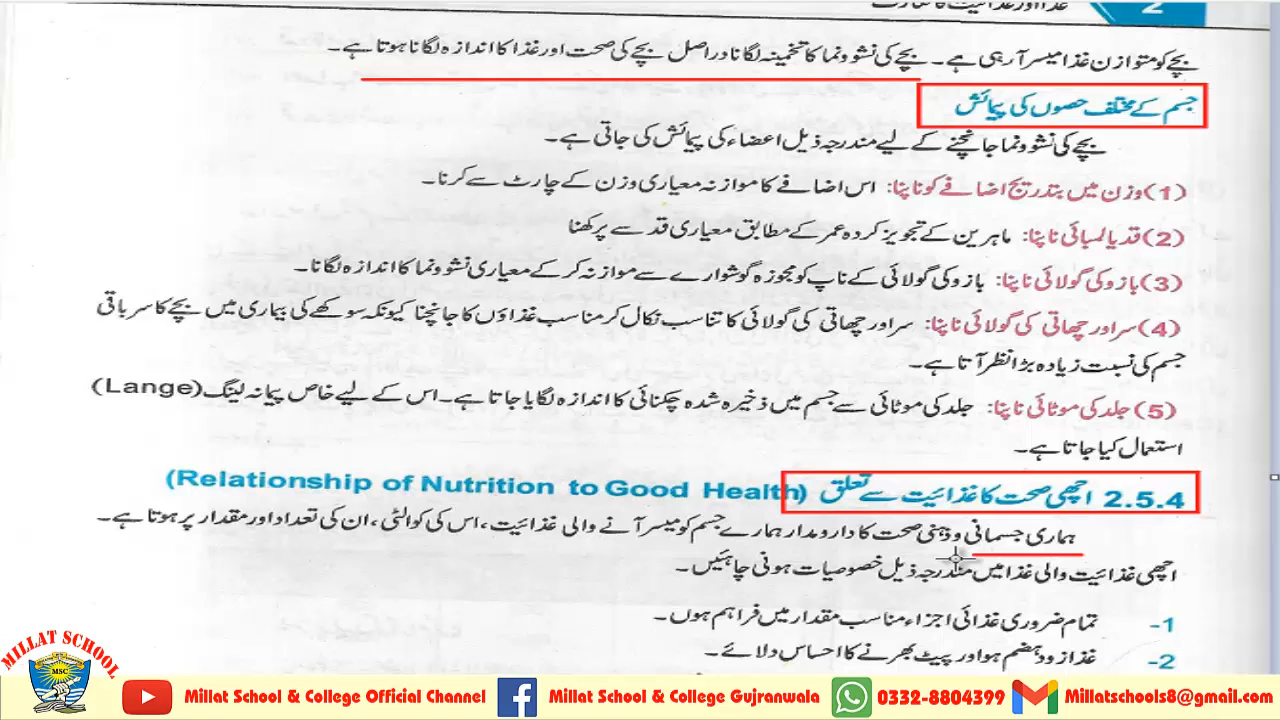 2
بچے کو متوازن غذا میسر آرہی ہے۔ بچے کی نشوونما کا تخمینہ لگانا دراصل بچے کی صحت اور غذا کا اندازہ لگانا ہوتا ہے۔
جسم کے مختلف حصوں کی پیمائش
بچے کی نشوونما جانچنے کے لیے مندرجہ ذیل اعضاء کی پیمائش کی جاتی ہے۔
(1) وزن میں بتدریج اضافے کو ناپنا: اس اضافے کا موازنہ معیاری وزن کے چارٹ سے کرنا۔
(2) قد یا لمبائی ناپنا: ماہرین کے تجویز کردہ عمر کے مطابق معیاری قد سے پرکھنا
(3) بازو کی گولائی ناپنا: بازو کی گولائی کے ناپ کو مجوزہ گوشوارے سے موازنہ کر کے معیاری نشوونما کا اندازہ لگانا۔
(4) سر اور چھاتی کی گولائی ناپنا: سر اور چھاتی کی گولائی کا تناسب نکال کر مناسب غذاؤں کا جانچنا کیونکہ سوکھے کی بیماری میں بچے کا سر باقی
جسم کی نسبت زیادہ بڑا نظر آتا ہے۔
(5) جلد کی موٹائی ناپنا: جلد کی موٹائی سے جسم میں ذخیرہ شدہ چکنائی کا اندازہ لگایا جاتا ہے۔ اس کے لیے خاص پیمانہ لینگ (Lange)
استعمال کیا جاتا ہے۔
2.5.4 اچھی صحت کا غذائیت سے تعلق (Relationship of Nutrition to Good Health)
ہماری جسمانی و ذہنی صحت کا دارومدار ہمارے جسم کو میسر آنے والی غذائیت، اس کی کوالٹی، ان کی تعداد اور مقدار پر ہوتا ہے۔
اچھی غذائیت والی غذا میں مندرجہ ذیل خصوصیات ہونی چاہئیں۔
1- تمام ضروری غذائی اجزاء مناسب مقدار میں فراہم ہوں۔
2- غذا زود ہضم ہو اور پیٹ بھرنے کا احساس دلائے۔
MILLAT SCHOOL
MSC
Millat School & College Official Channel
Millat School & College Gujranwala
0332-8804399
Millatschools8@gmail.com